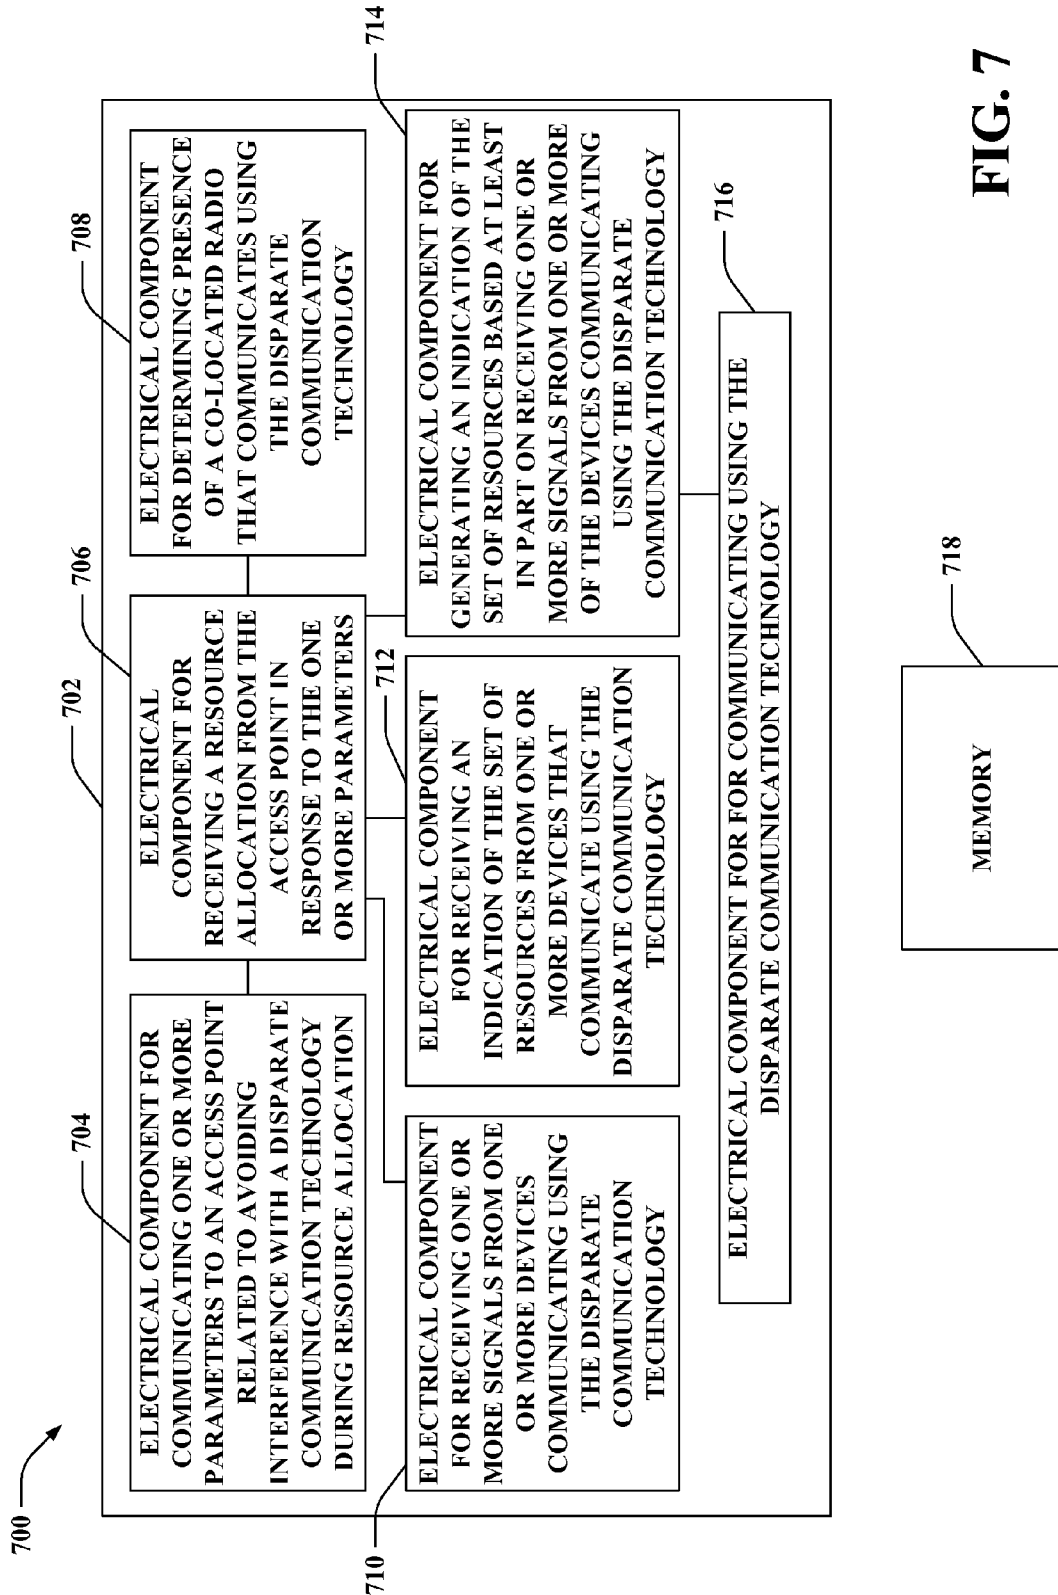 700
702
704
ELECTRICAL COMPONENT FOR
COMMUNICATING ONE OR MORE
PARAMETERS TO AN ACCESS POINT
RELATED TO AVOIDING
INTERFERENCE WITH A DISPARATE
COMMUNICATION TECHNOLOGY
DURING RESOURCE ALLOCATION
706
ELECTRICAL
COMPONENT FOR
RECEIVING A RESOURCE
ALLOCATION FROM THE
ACCESS POINT IN
RESPONSE TO THE ONE
OR MORE PARAMETERS
708
ELECTRICAL COMPONENT
FOR DETERMINING PRESENCE
OF A CO-LOCATED RADIO
THAT COMMUNICATES USING
THE DISPARATE
COMMUNICATION
TECHNOLOGY
710
ELECTRICAL COMPONENT
FOR RECEIVING ONE OR
MORE SIGNALS FROM ONE
OR MORE DEVICES
COMMUNICATING USING
THE DISPARATE
COMMUNICATION
TECHNOLOGY
712
ELECTRICAL COMPONENT
FOR RECEIVING AN
INDICATION OF THE SET OF
RESOURCES FROM ONE OR
MORE DEVICES THAT
COMMUNICATE USING THE
DISPARATE COMMUNICATION
TECHNOLOGY
714
ELECTRICAL COMPONENT FOR
GENERATING AN INDICATION OF THE
SET OF RESOURCES BASED AT LEAST
IN PART ON RECEIVING ONE OR
MORE SIGNALS FROM ONE OR MORE
OF THE DEVICES COMMUNICATING
USING THE DISPARATE
COMMUNICATION TECHNOLOGY
716
ELECTRICAL COMPONENT FOR FOR COMMUNICATING USING THE
DISPARATE COMMUNICATION TECHNOLOGY
718
MEMORY
FIG. 7